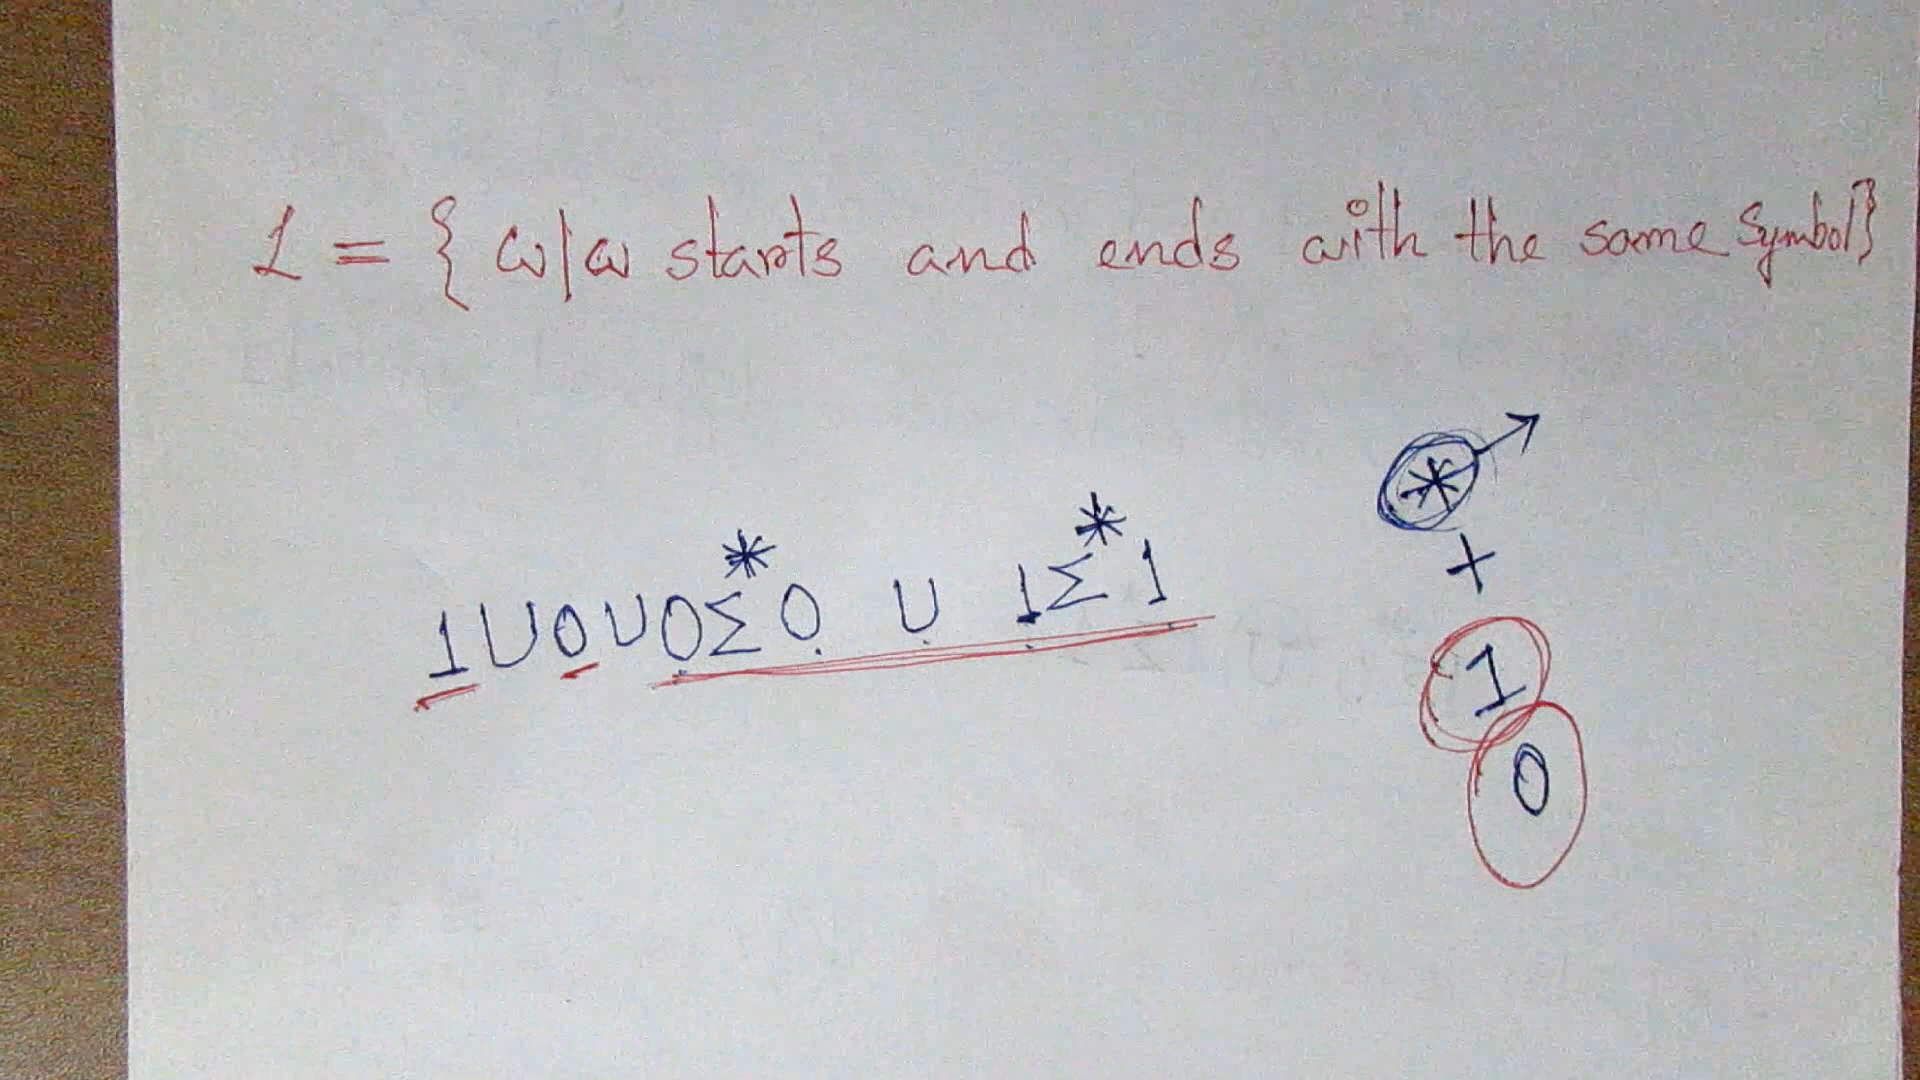 L = { ω/ω starts and ends with the same Symbol}
*
1∪0∪0Σ*0 ∪ 1Σ*1
+
1
0